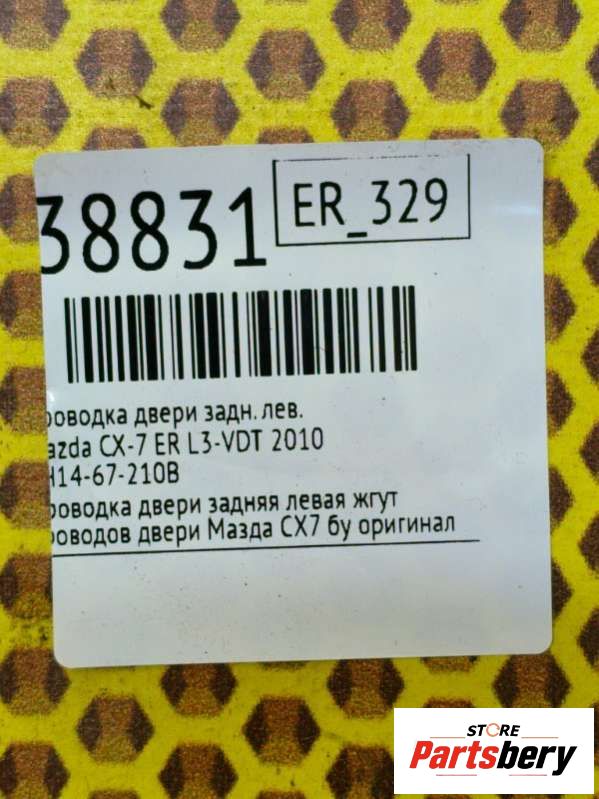 38831
ER_329
роводка двери задн. лев.
azda CX-7 ER L3-VDT 2010
H14-67-210B
роводка двери задняя левая жгут
роводов двери Мазда CX7 бу оригинал
STORE
Partsbery